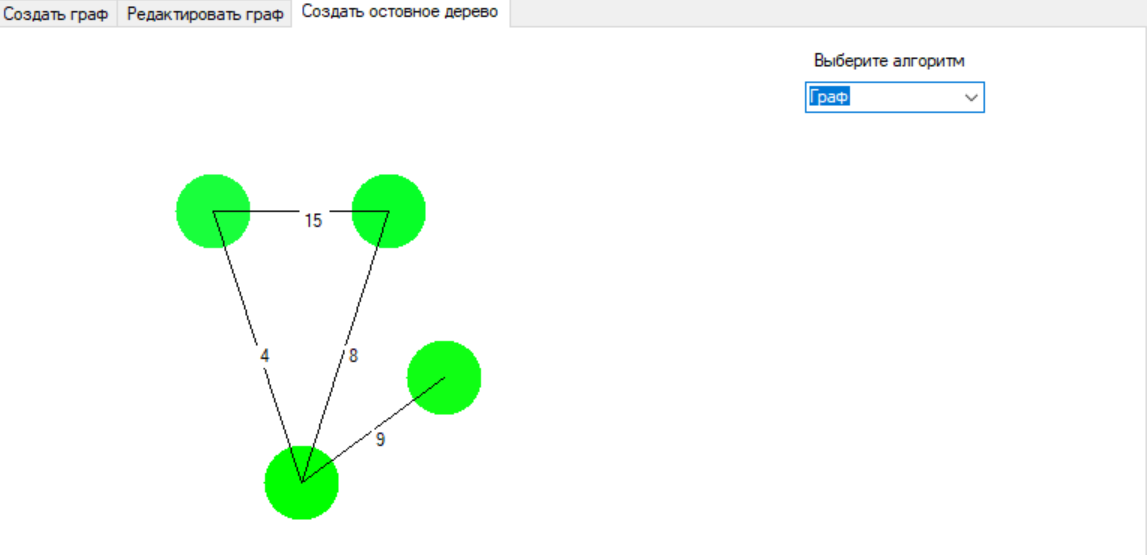 Создать граф Редактировать граф Создать остовное дерево
Выберите алгоритм
Граф
15
4 8
9